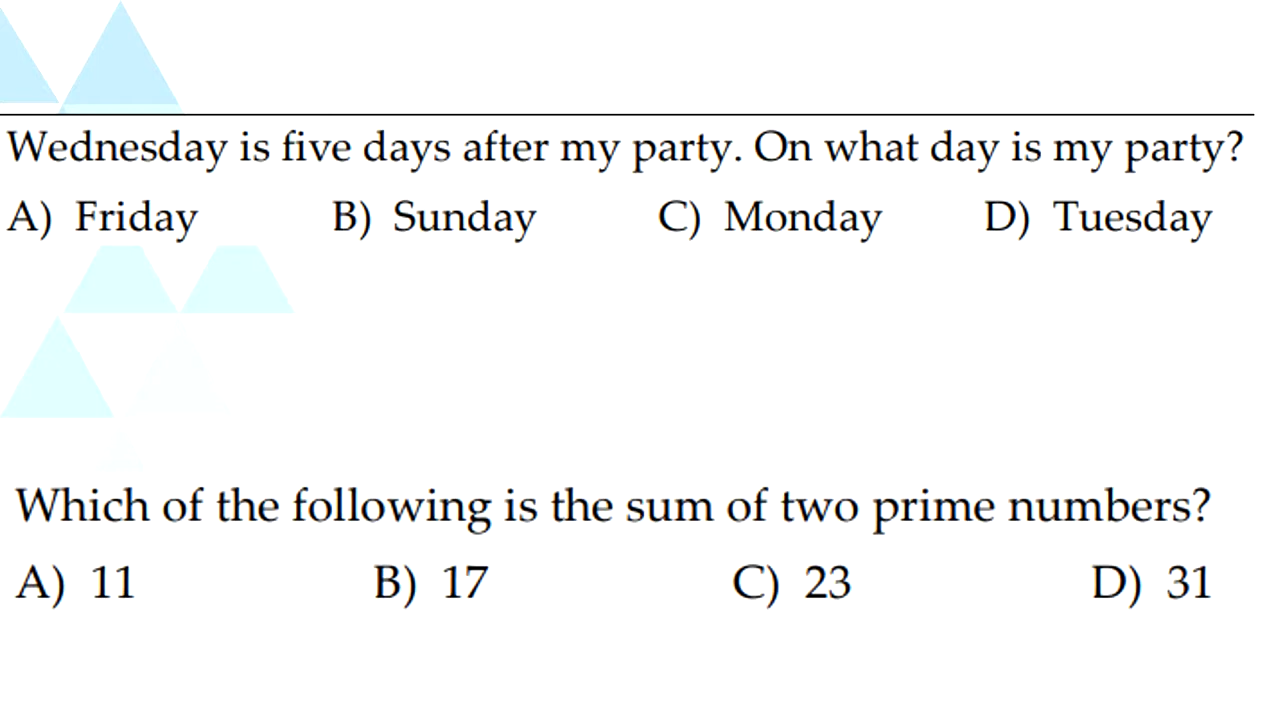 Wednesday is five days after my party. On what day is my party?
A) Friday B) Sunday C) Monday D) Tuesday
Which of the following is the sum of two prime numbers?
A) 11 B) 17 C) 23 D) 31